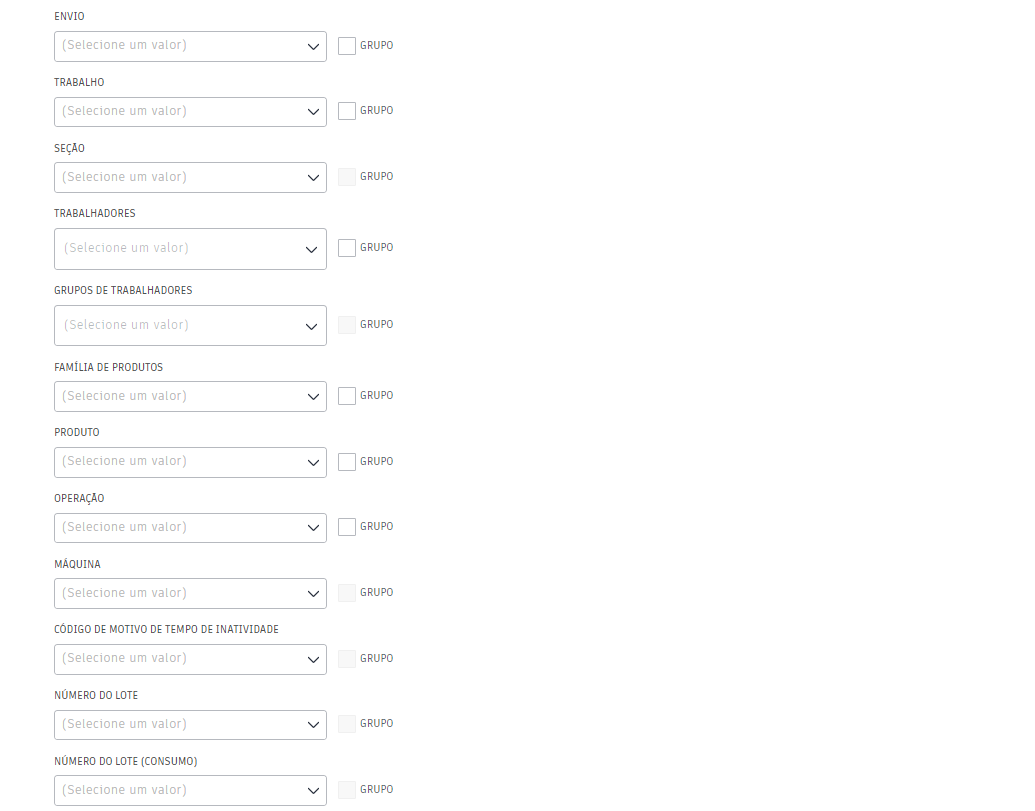 ENVIO
(Selecione um valor) GRUPO
TRABALHO
(Selecione um valor) GRUPO
SEÇÃO
(Selecione um valor) GRUPO
TRABALHADORES
(Selecione um valor) GRUPO
GRUPOS DE TRABALHADORES
(Selecione um valor) GRUPO
FAMÍLIA DE PRODUTOS
(Selecione um valor) GRUPO
PRODUTO
(Selecione um valor) GRUPO
OPERAÇÃO
(Selecione um valor) GRUPO
MÁQUINA
(Selecione um valor) GRUPO
CÓDIGO DE MOTIVO DE TEMPO DE INATIVIDADE
(Selecione um valor) GRUPO
NÚMERO DO LOTE
(Selecione um valor) GRUPO
NÚMERO DO LOTE (CONSUMO)
(Selecione um valor) GRUPO